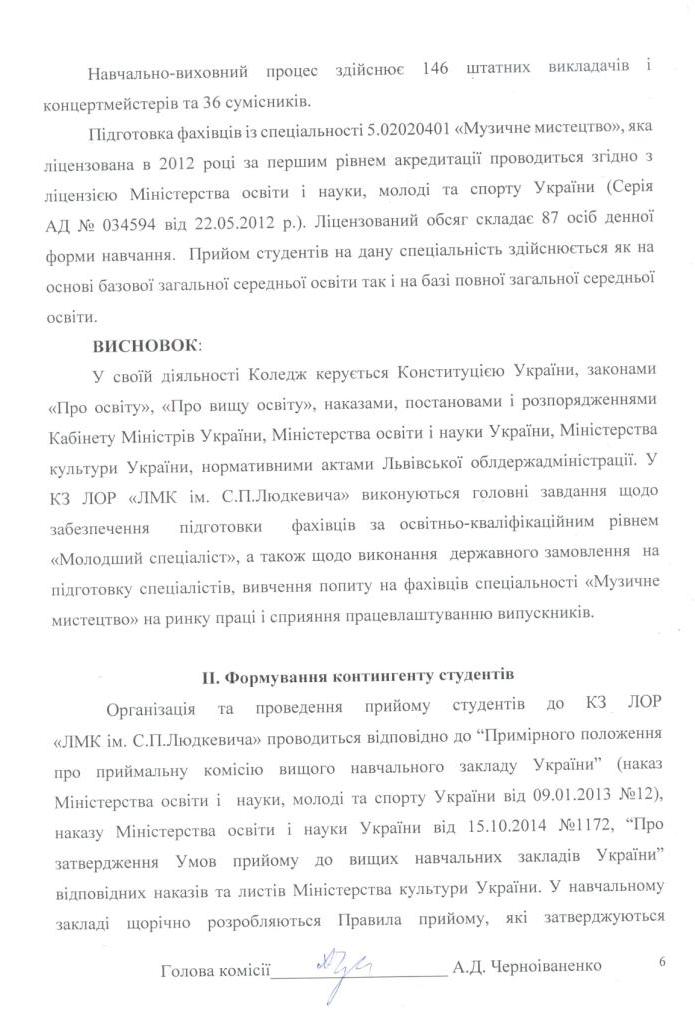 Навчально-виховний процес здійснює 146 штатних викладачів і
концертмейстерів та 36 сумісників.
Підготовка фахівців із спеціальності 5.02020401 «Музичне мистецтво», яка
ліцензована в 2012 році за першим рівнем акредитації проводиться згідно з
ліцензією Міністерства освіти і науки, молоді та спорту України (Серія
АД № 034594 від 22.05.2012 р.). Ліцензований обсяг складає 87 осіб денної
форми навчання. Прийом студентів на дану спеціальність здійснюється як на
основі базової загальної середньої освіти так і на базі повної загальної середньої
освіти.
ВИСНОВОК:
У своїй діяльності Коледж керується Конституцією України, законами
«Про освіту», «Про вищу освіту», наказами, постановами і розпорядженнями
Кабінету Міністрів України, Міністерства освіти і науки України, Міністерства
культури України, нормативними актами Львівської облдержадміністрації. У
КЗ ЛОР «ЛМК ім. С.П.Людкевича» виконуються головні завдання щодо
забезпечення підготовки фахівців за освітньо-кваліфікаційним рівнем
«Молодший спеціаліст», а також щодо виконання державного замовлення на
підготовку спеціалістів, вивчення попиту на фахівців спеціальності «Музичне
мистецтво» на ринку праці і сприяння працевлаштуванню випускників.
ІІ. Формування контингенту студентів
Організація та проведення прийому студентів до КЗ ЛОР
«ЛМК ім. С.П.Людкевича» проводиться відповідно до “Примірного положення
про приймальну комісію вищого навчального закладу України” (наказ
Міністерства освіти і науки, молоді та спорту України від 09.01.2013 №12),
наказу Міністерства освіти і науки України від 15.10.2014 №1172, “Про
затвердження Умов прийому до вищих навчальних закладів України”
відповідних наказів та листів Міністерства культури України. У навчальному
закладі щорічно розробляються Правила прийому, які затверджуються
Голова комісії____________________ А.Д. Черноіваненко 6